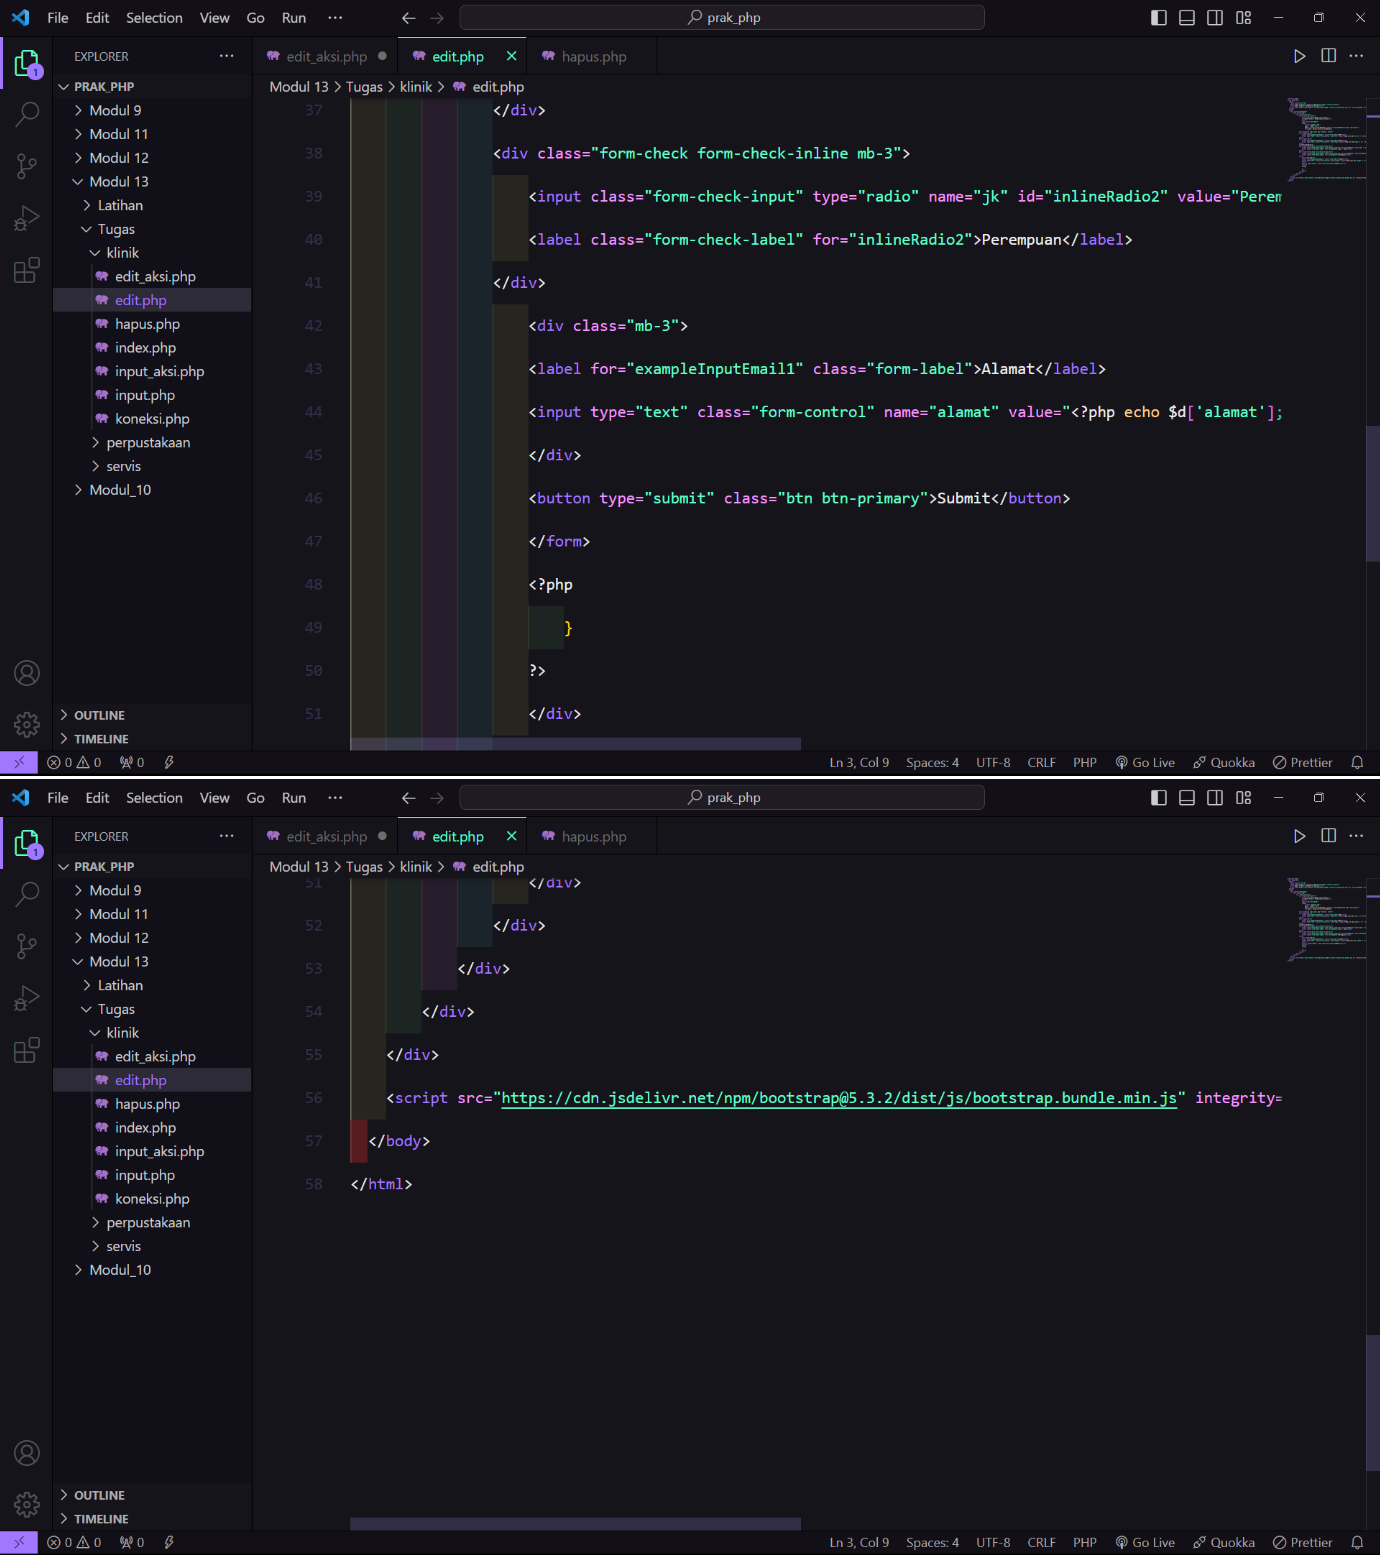 File Edit Selection View Go Run ··· prak_php
EXPLORER ··· edit_aksi.php edit.php hapus.php
PRAK_PHP Modul 13 > Tugas > klinik > edit.php
Modul 9
Modul 11
Modul 12
Modul 13
Latihan
Tugas
klinik
edit_aksi.php
edit.php
hapus.php
index.php
input_aksi.php
input.php
koneksi.php
perpustakaan
servis
Modul_10
OUTLINE
TIMELINE
37 </div>
38 <div class="form-check form-check-inline mb-3">
39 <input class="form-check-input" type="radio" name="jk" id="inlineRadio2" value="Perem
40 <label class="form-check-label" for="inlineRadio2">Perempuan</label>
41 </div>
42 <div class="mb-3">
43 <label for="exampleInputEmail1" class="form-label">Alamat</label>
44 <input type="text" class="form-control" name="alamat" value="<?php echo $d['alamat'];
45 </div>
46 <button type="submit" class="btn btn-primary">Submit</button>
47 </form>
48 <?php
49 }
50 ?>
51 </div>
0 0 0 Ln 3, Col 9 Spaces: 4 UTF-8 CRLF PHP Go Live Quokka Prettier
File Edit Selection View Go Run ··· prak_php
EXPLORER ··· edit_aksi.php edit.php hapus.php
PRAK_PHP Modul 13 > Tugas > klinik > edit.php
Modul 9
Modul 11
Modul 12
Modul 13
Latihan
Tugas
klinik
edit_aksi.php
edit.php
hapus.php
index.php
input_aksi.php
input.php
koneksi.php
perpustakaan
servis
Modul_10
OUTLINE
TIMELINE
51 </div>
52 </div>
53 </div>
54 </div>
55 </div>
56 <script src="https://cdn.jsdelivr.net/npm/bootstrap@5.3.2/dist/js/bootstrap.bundle.min.js" integrity=
57 </body>
58 </html>
0 0 0 Ln 3, Col 9 Spaces: 4 UTF-8 CRLF PHP Go Live Quokka Prettier